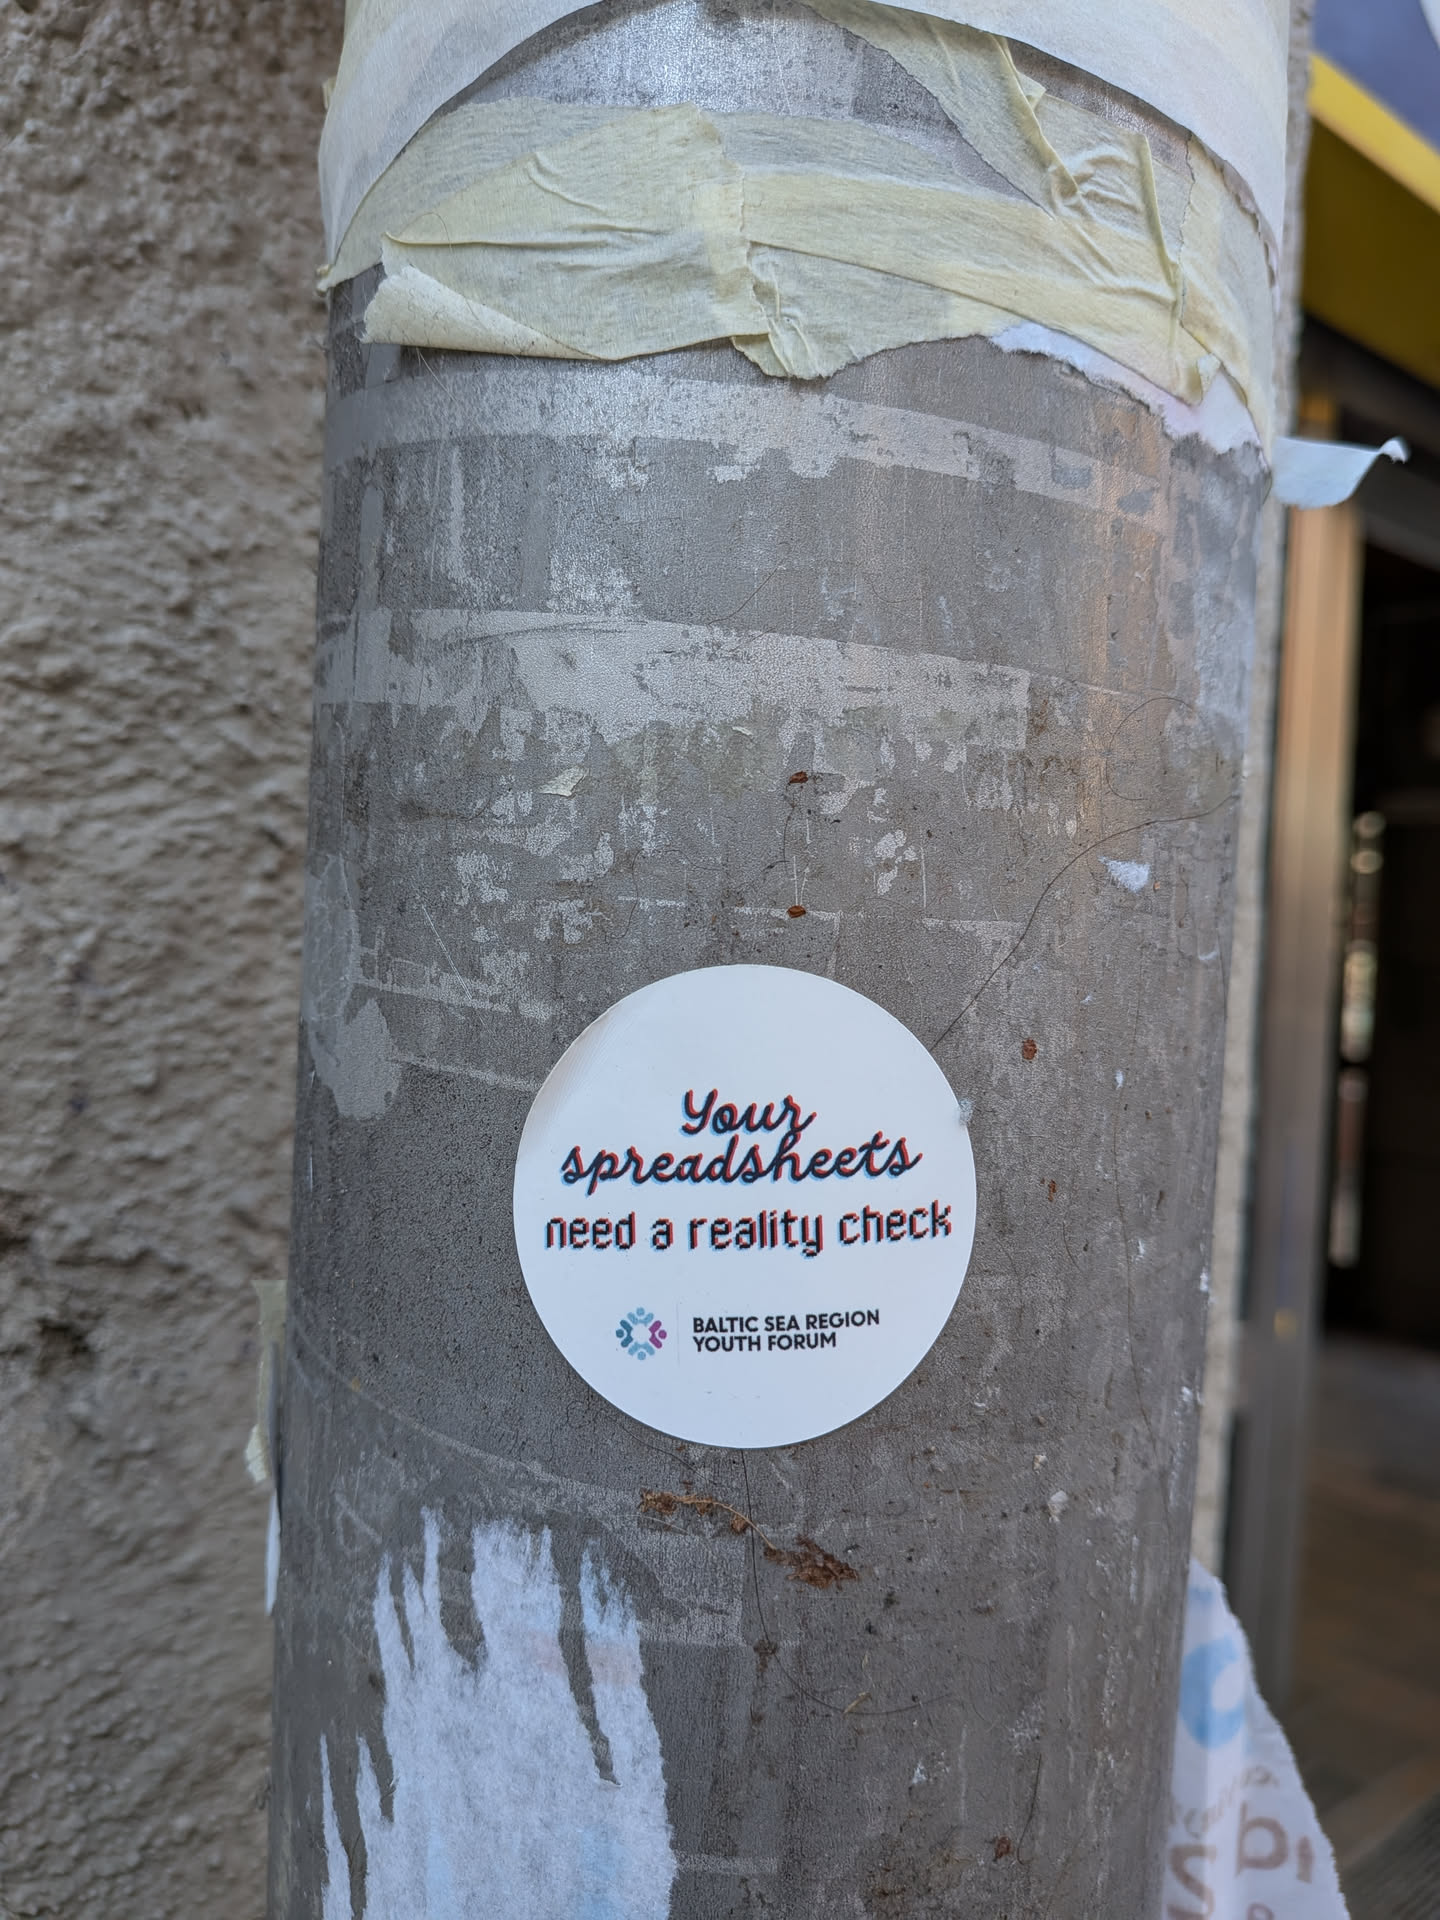 Your
spreadsheets
need a reality check
BALTIC SEA REGION
YOUTH FORUM